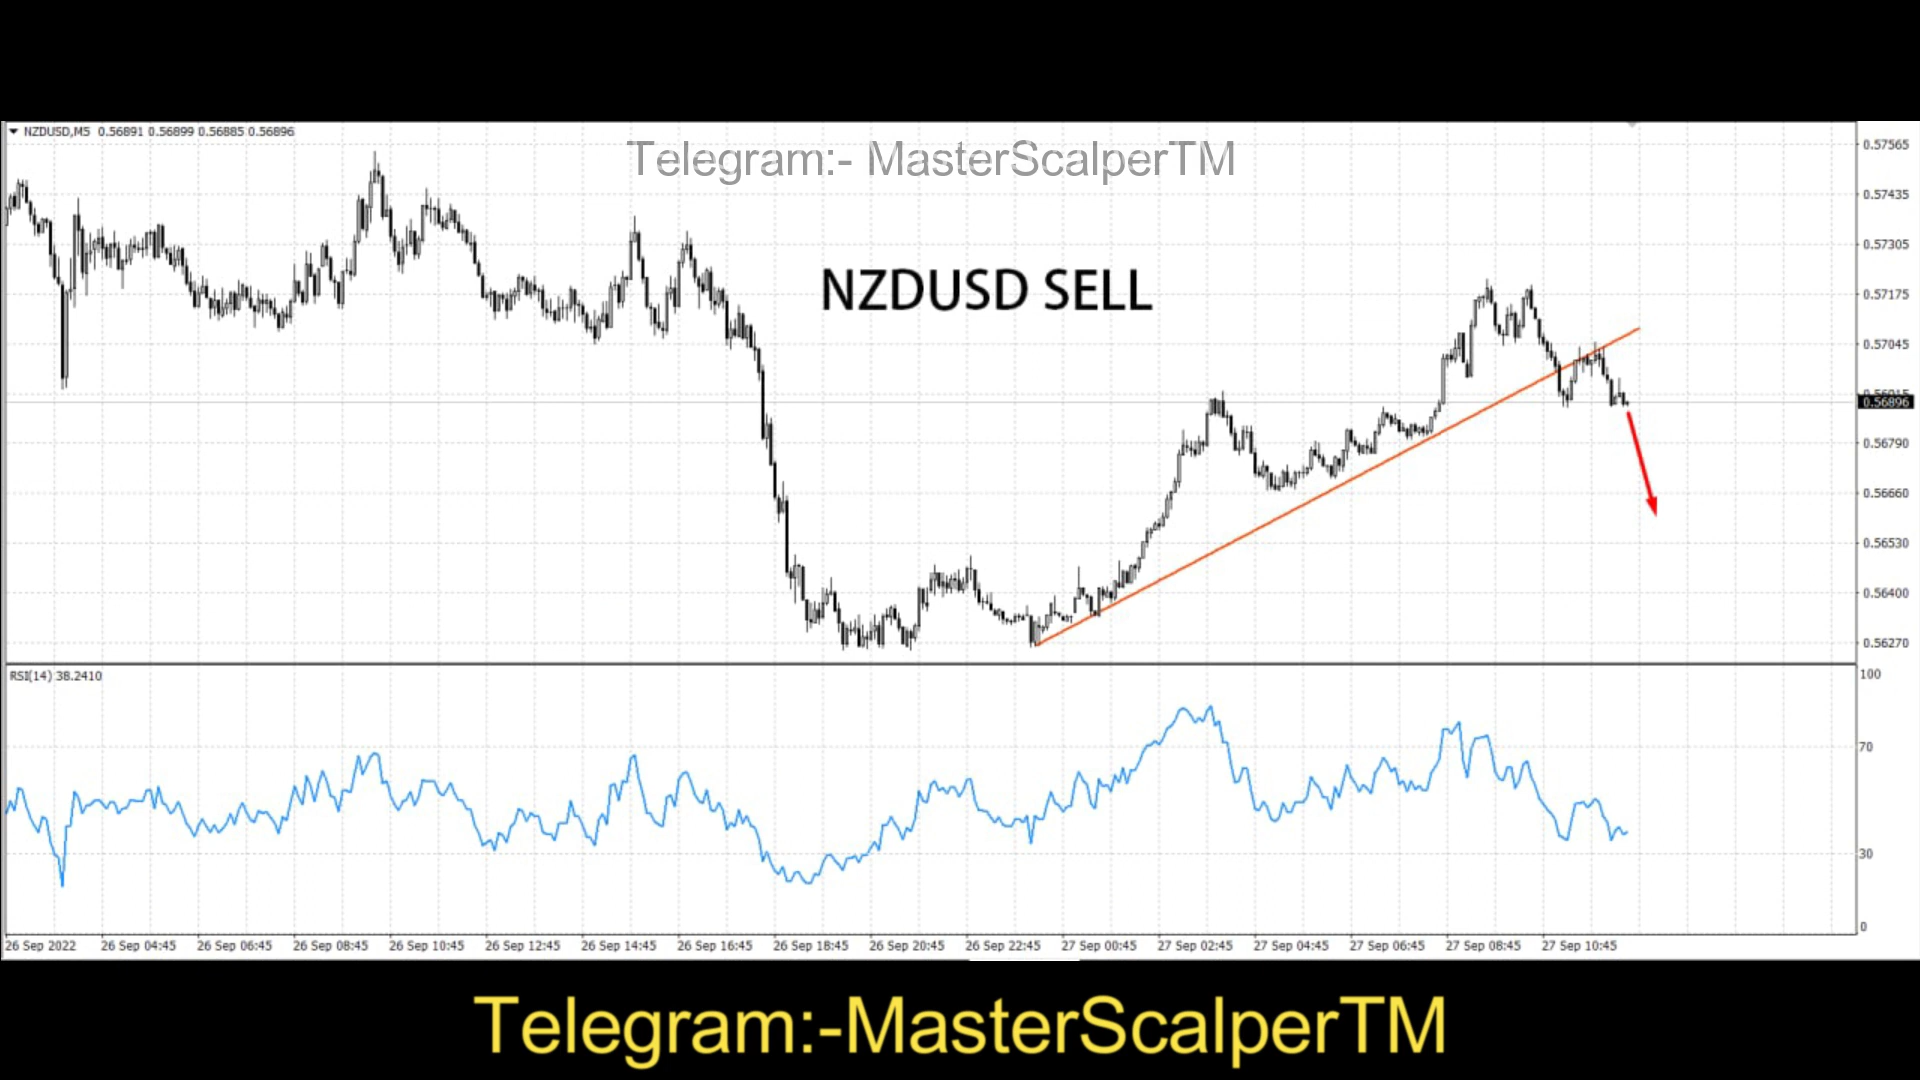 NZDUSD,M5 0.56891 0.56899 0.56885 0.56896
Telegram:- MasterScalperTM
NZDUSD SELL
0.57565
0.57435
0.57305
0.57175
0.57045
0.56896
0.56790
0.56660
0.56530
0.56400
0.56270
RSI(14) 38.2410
100
70
30
0
26 Sep 2022 26 Sep 04:45 26 Sep 06:45 26 Sep 08:45 26 Sep 10:45 26 Sep 12:45 26 Sep 14:45 26 Sep 16:45 26 Sep 18:45 26 Sep 20:45 26 Sep 22:45 27 Sep 00:45 27 Sep 02:45 27 Sep 04:45 27 Sep 06:45 27 Sep 08:45 27 Sep 10:45
Telegram:-MasterScalperTM